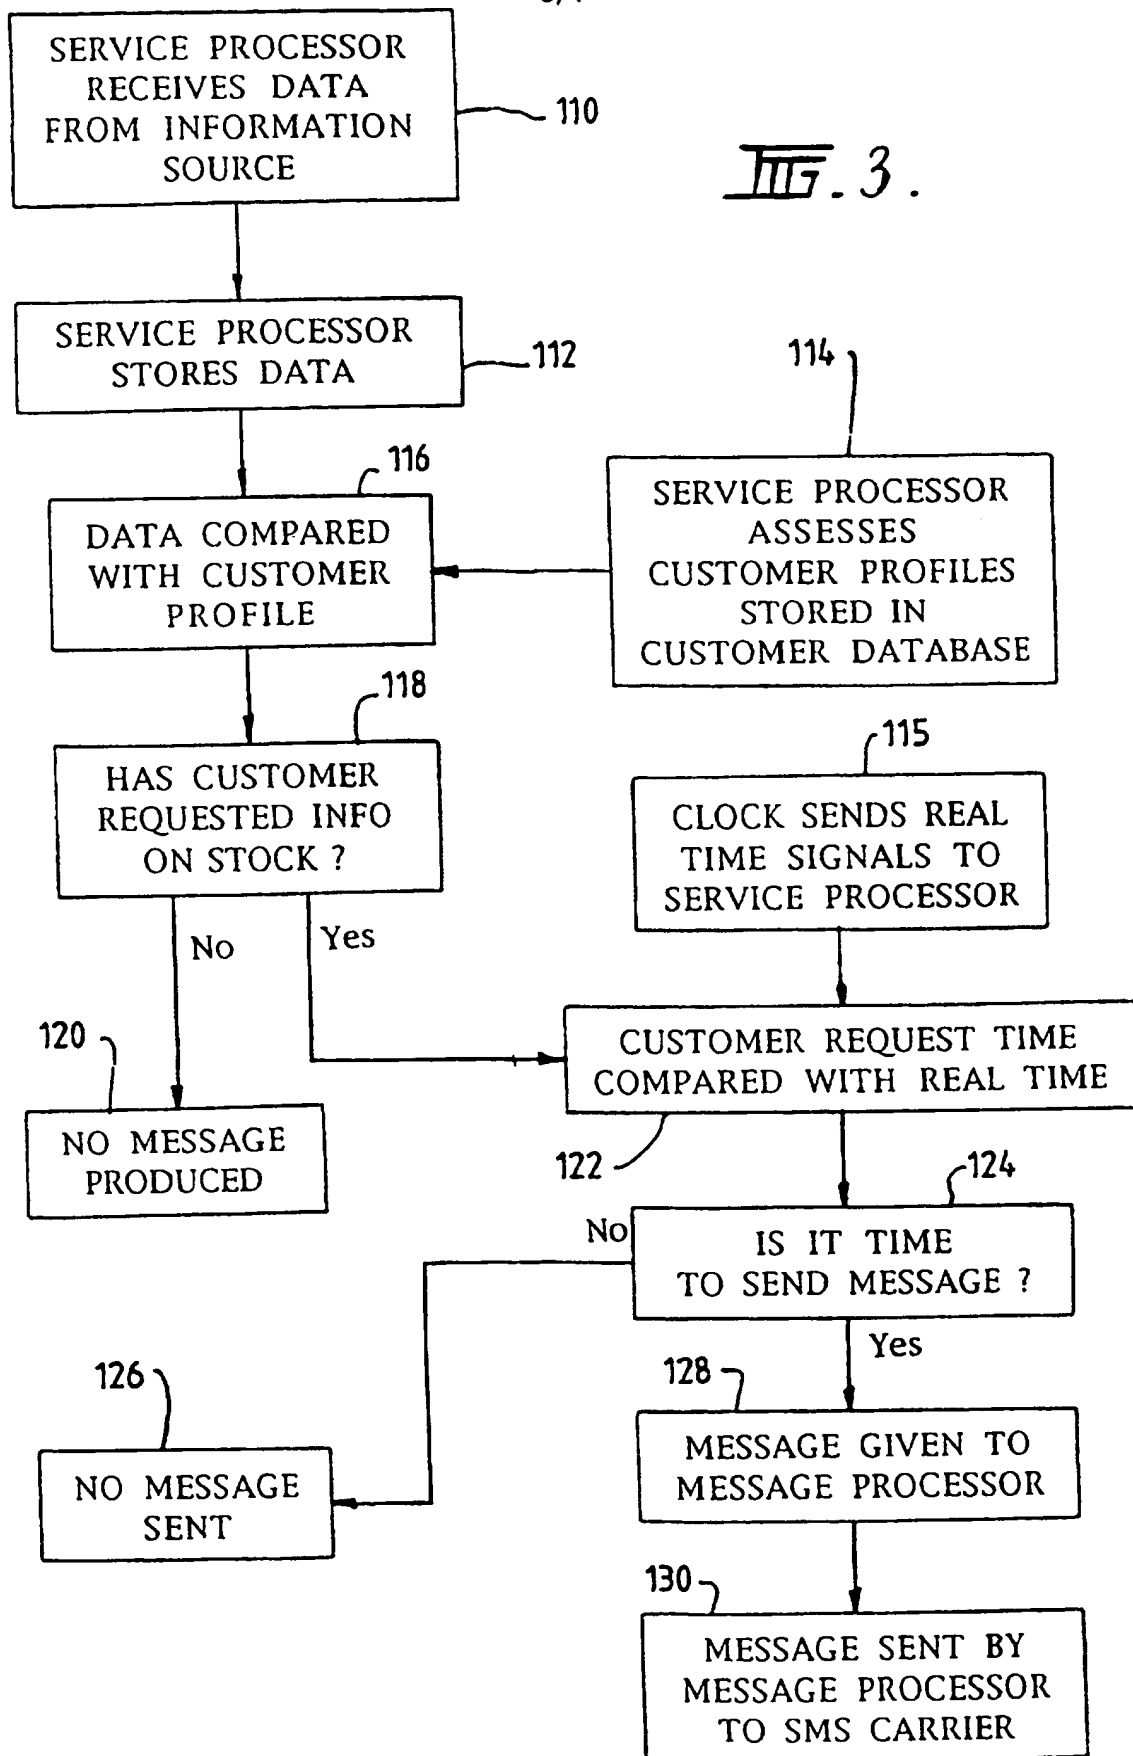 SERVICE PROCESSOR
RECEIVES DATA
FROM INFORMATION
SOURCE
110
FIG. 3.
SERVICE PROCESSOR
STORES DATA
112
114
116
DATA COMPARED
WITH CUSTOMER
PROFILE
SERVICE PROCESSOR
ASSESSES
CUSTOMER PROFILES
STORED IN
CUSTOMER DATABASE
118
HAS CUSTOMER
REQUESTED INFO
ON STOCK ?
115
CLOCK SENDS REAL
TIME SIGNALS TO
SERVICE PROCESSOR
No
Yes
120
NO MESSAGE
PRODUCED
CUSTOMER REQUEST TIME
COMPARED WITH REAL TIME
122
124
No
IS IT TIME
TO SEND MESSAGE ?
Yes
126
NO MESSAGE
SENT
128
MESSAGE GIVEN TO
MESSAGE PROCESSOR
130
MESSAGE SENT BY
MESSAGE PROCESSOR
TO SMS CARRIER